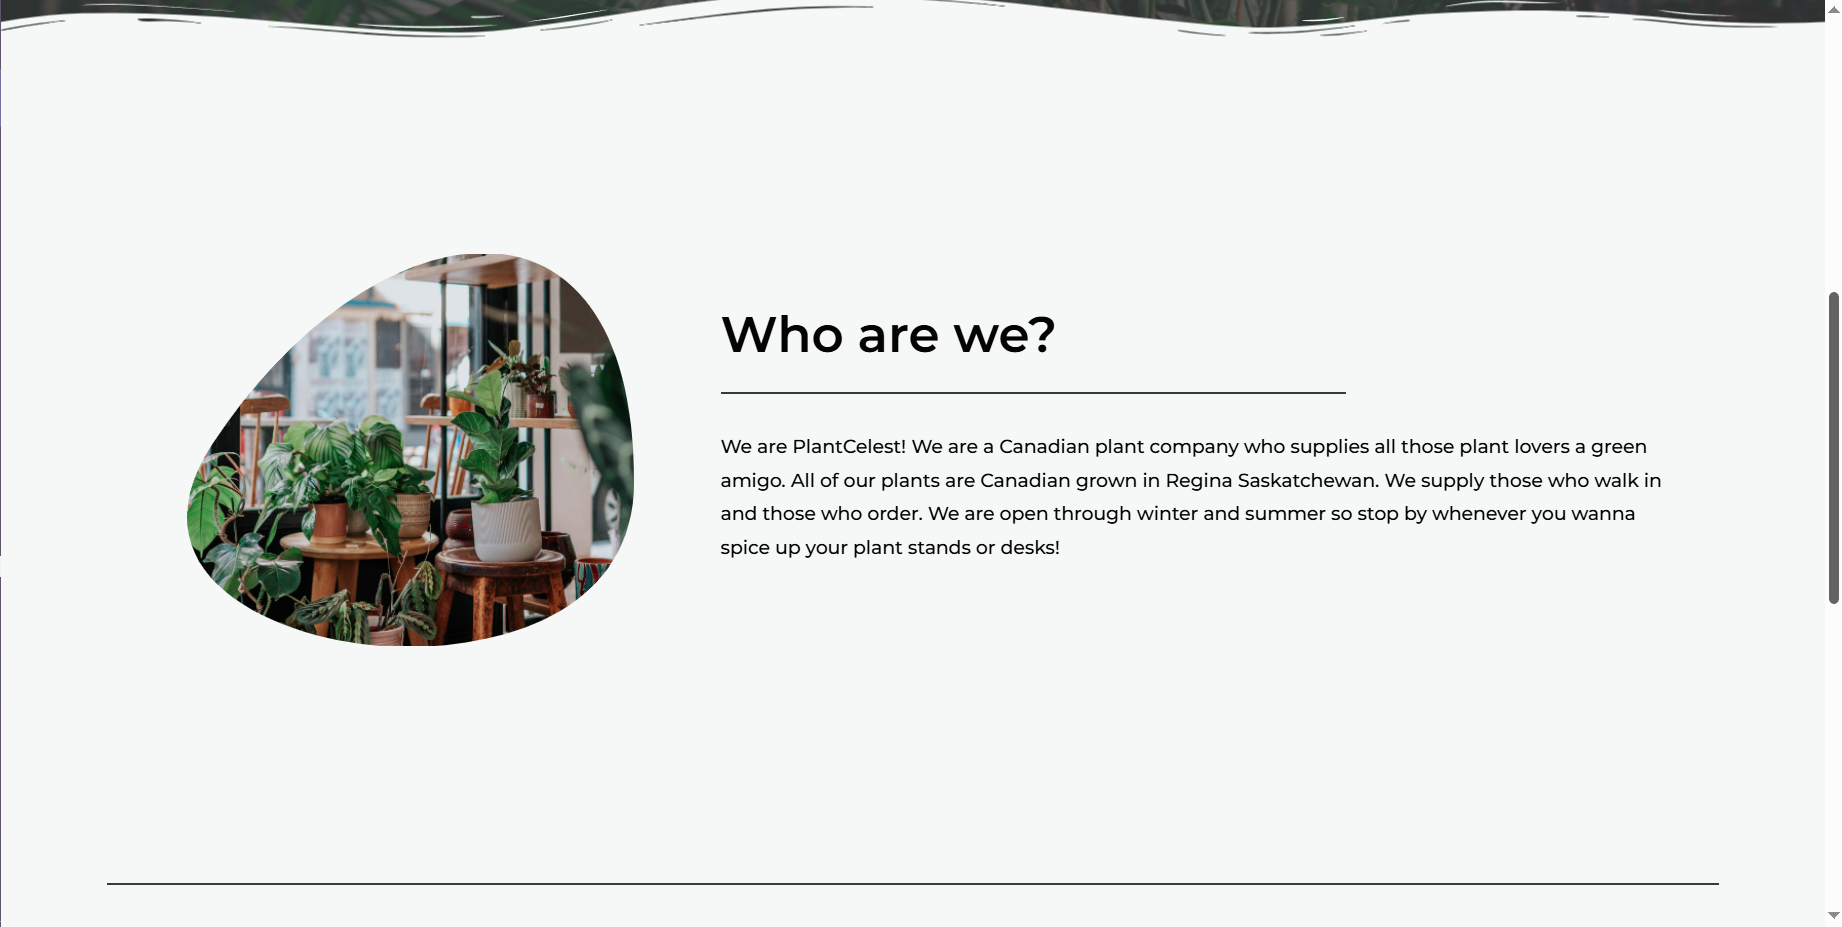 Who are we?
We are PlantCelest! We are a Canadian plant company who supplies all those plant lovers a green
amigo. All of our plants are Canadian grown in Regina Saskatchewan. We supply those who walk in
and those who order. We are open through winter and summer so stop by whenever you wanna
spice up your plant stands or desks!